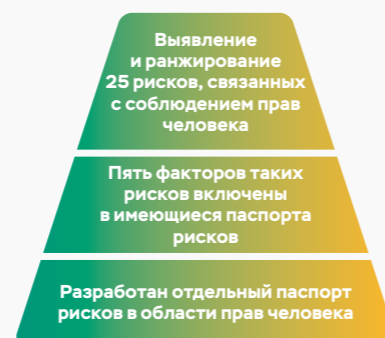 Выявление
и ранжирование
25 рисков, связанных
с соблюдением прав
человека
Пять факторов таких
рисков включены
в имеющиеся паспорта
рисков
Разработан отдельный паспорт
рисков в области прав человека